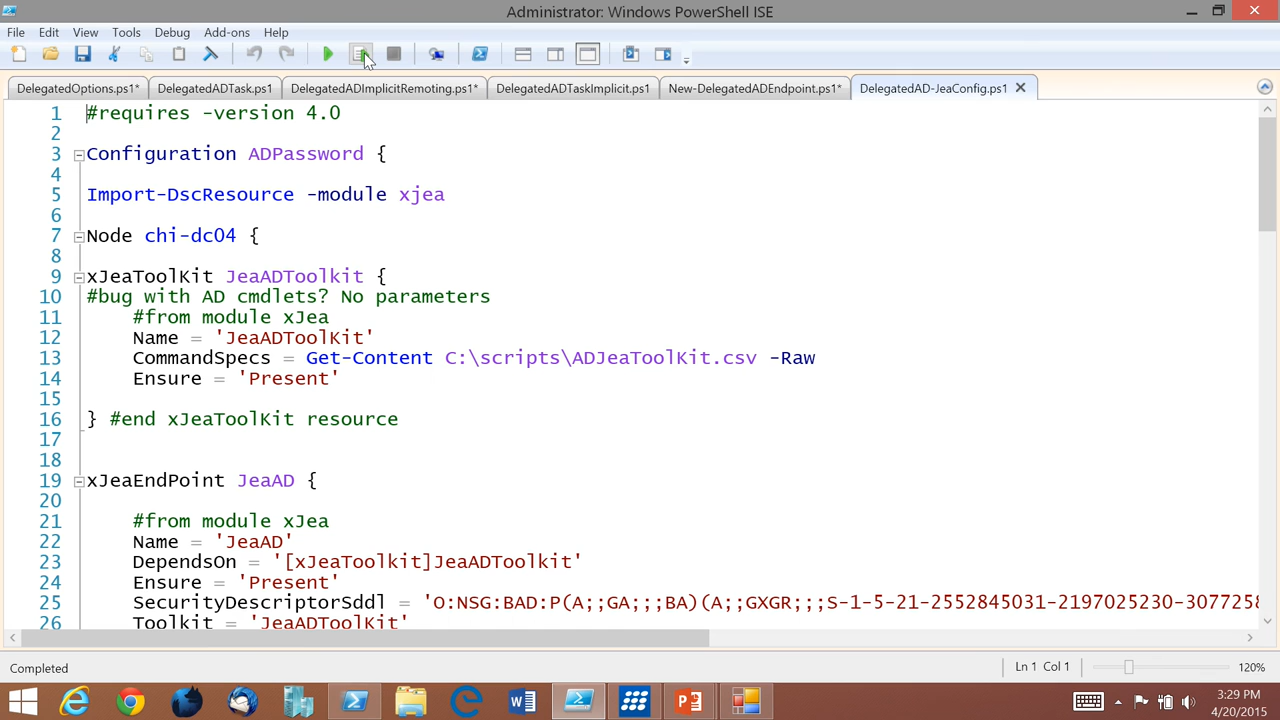 Administrator: Windows PowerShell ISE
File Edit View Tools Debug Add-ons Help
DelegatedOptions.ps1* DelegatedADTask.ps1 DelegatedADImplicitRemoting.ps1* DelegatedADTaskImplicit.ps1 New-DelegatedADEndpoint.ps1* DelegatedAD-JeaConfig.ps1
1 #requires -version 4.0
2
3 Configuration ADPassword {
4
5 Import-DscResource -module xjea
6
7 Node chi-dc04 {
8
9 xJeaToolKit JeaADToolkit {
10 #bug with AD cmdlets? No parameters
11 #from module xJea
12 Name = 'JeaADToolKit'
13 CommandSpecs = Get-Content C:\scripts\ADJeaToolKit.csv -Raw
14 Ensure = 'Present'
15
16 } #end xJeaToolKit resource
17
18
19 xJeaEndPoint JeaAD {
20
21 #from module xJea
22 Name = 'JeaAD'
23 DependsOn = '[xJeaToolkit]JeaADToolkit'
24 Ensure = 'Present'
25 SecurityDescriptorSddl = 'O:NSG:BAD:P(A;;GA;;;BA)(A;;GXGR;;;S-1-5-21-2552845031-2197025230-3077258
26 Toolkit = 'JeaADToolKit'
Completed Ln 1 Col 1 120%
3:29 PM
4/20/2015